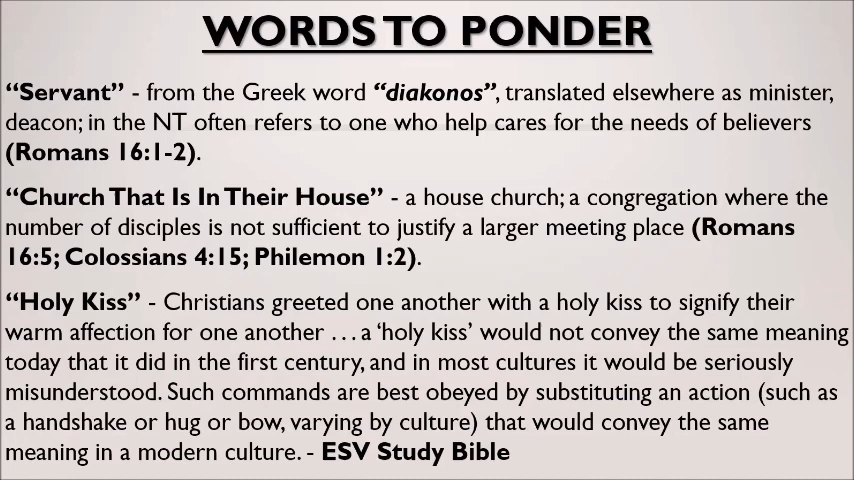 WORDS TO PONDER
“Servant” - from the Greek word “diakonos”, translated elsewhere as minister,
deacon; in the NT often refers to one who help cares for the needs of believers
(Romans 16:1-2).
“Church That Is In Their House” - a house church; a congregation where the
number of disciples is not sufficient to justify a larger meeting place (Romans
16:5; Colossians 4:15; Philemon 1:2).
“Holy Kiss” - Christians greeted one another with a holy kiss to signify their
warm affection for one another . . . a ‘holy kiss’ would not convey the same meaning
today that it did in the first century, and in most cultures it would be seriously
misunderstood. Such commands are best obeyed by substituting an action (such as
a handshake or hug or bow, varying by culture) that would convey the same
meaning in a modern culture. - ESV Study Bible